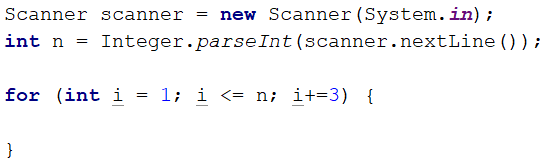 Scanner scanner = new Scanner(System.in);
int n = Integer.parseInt(scanner.nextLine());
for (int i = 1; i <= n; i+=3) {
}